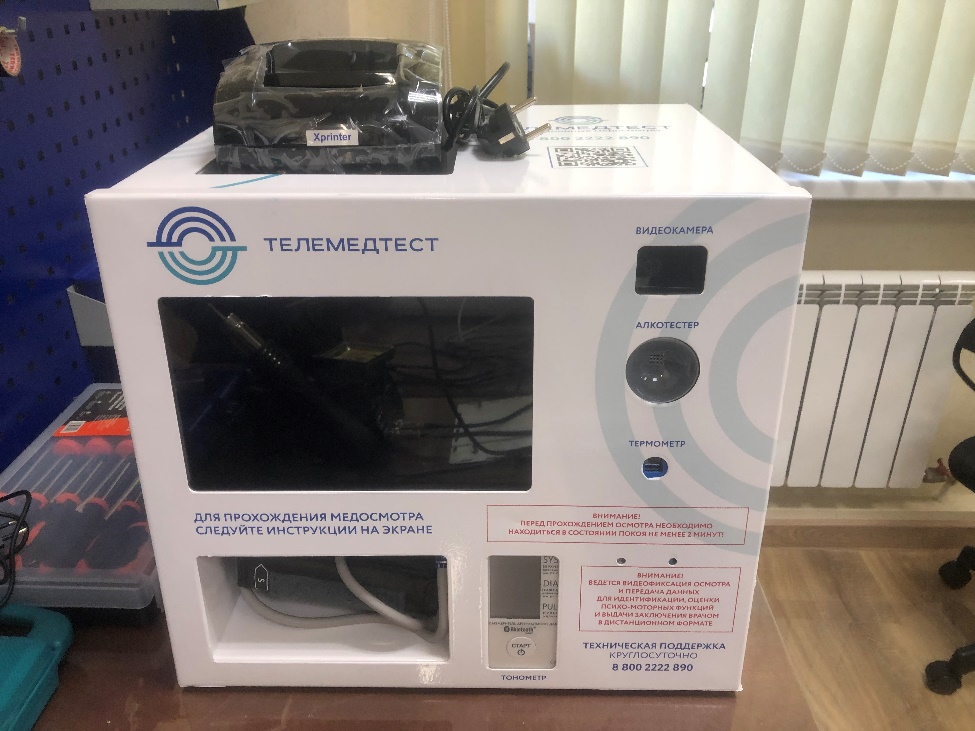 Xprinter
ТЕЛЕМЕДТЕСТ
8 800 2222 890
ТЕЛЕМЕДТЕСТ
ВИДЕОКАМЕРА
АЛКОТЕСТЕР
ТЕРМОМЕТР
ДЛЯ ПРОХОЖДЕНИЯ МЕДОСМОТРА
СЛЕДУЙТЕ ИНСТРУКЦИИ НА ЭКРАНЕ
ВНИМАНИЕ!
ПЕРЕД ПРОХОЖДЕНИЕМ ОСМОТРА НЕОБХОДИМО
НАХОДИТЬСЯ В СОСТОЯНИИ ПОКОЯ НЕ МЕНЕЕ 2 МИНУТ!
S
SYS
DIA
PUL
Bluetooth
СТАРТ
ТОНОМЕТР
ВНИМАНИЕ!
ВЕДЕТСЯ ВИДЕОФИКСАЦИЯ ОСМОТРА
И ПЕРЕДАЧА ДАННЫХ
ДЛЯ ИДЕНТИФИКАЦИИ, ОЦЕНКИ
ПСИХО-МОТОРНЫХ ФУНКЦИЙ
И ВЫДАЧИ ЗАКЛЮЧЕНИЯ ВРАЧОМ
В ДИСТАНЦИОННОМ ФОРМАТЕ
ТЕХНИЧЕСКАЯ ПОДДЕРЖКА
КРУГЛОСУТОЧНО
8 800 2222 890